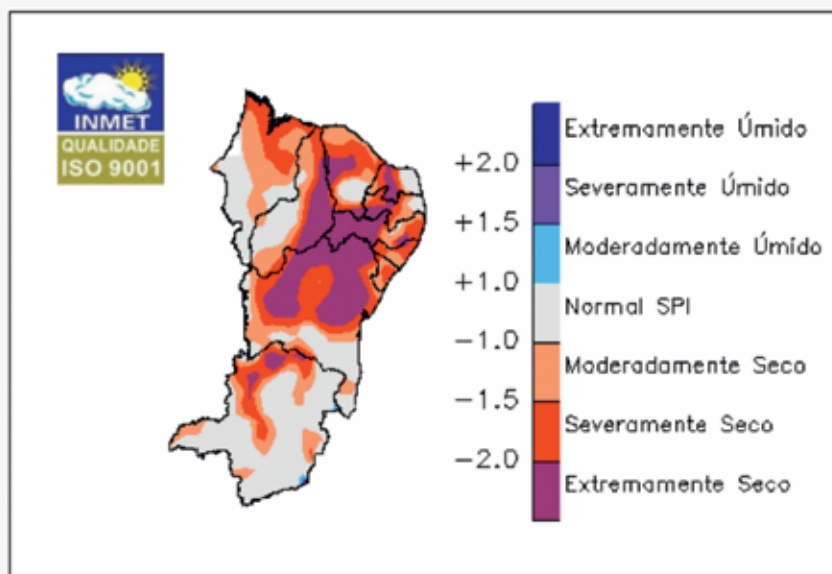 INMET
QUALIDADE
ISO 9001
Extremamente Úmido
+2.0
Severamente Úmido
+1.5
Moderadamente Úmido
+1.0
Normal SPI
−1.0
Moderadamente Seco
−1.5
Severamente Seco
−2.0
Extremamente Seco